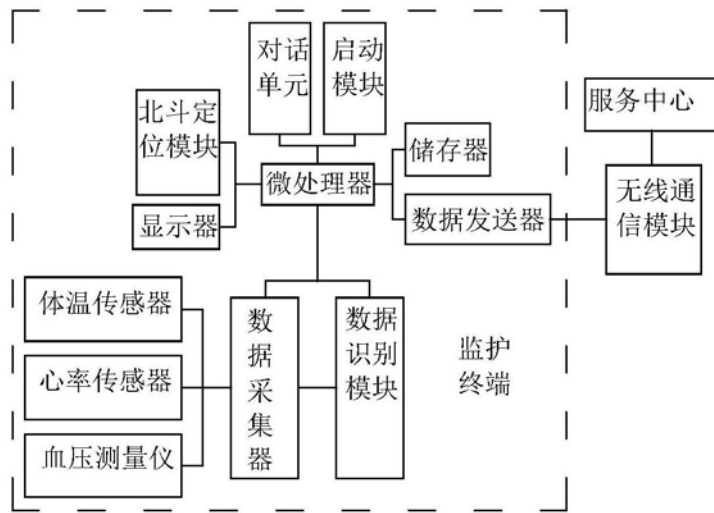 对话
单元
启动
模块
北斗定
位模块
服务中心
储存器
微处理器
无线通
信模块
显示器
数据发送器
体温传感器
数
据
采
集
器
数据
识别
模块
监护
终端
心率传感器
血压测量仪